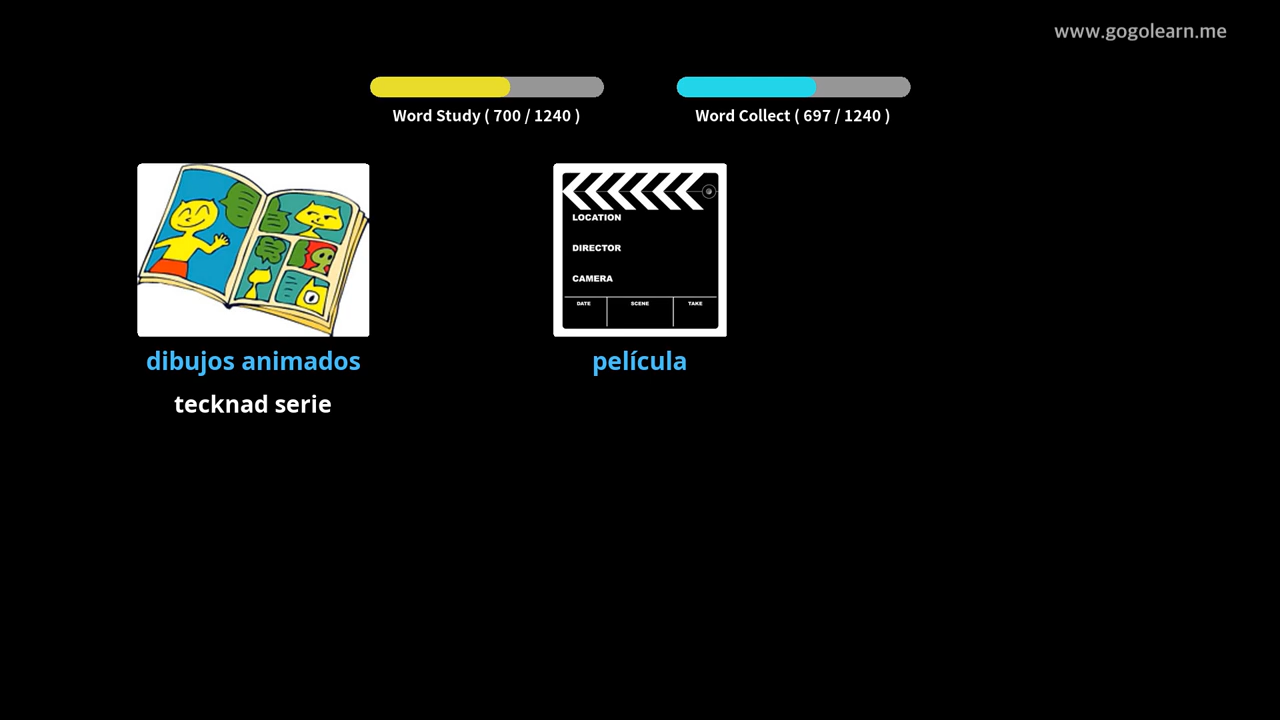 www.gogolearn.me
Word Study ( 700 / 1240 )
Word Collect ( 697 / 1240 )
LOCATION
DIRECTOR
CAMERA
DATE
SCENE
TAKE
dibujos animados
película
tecknad serie